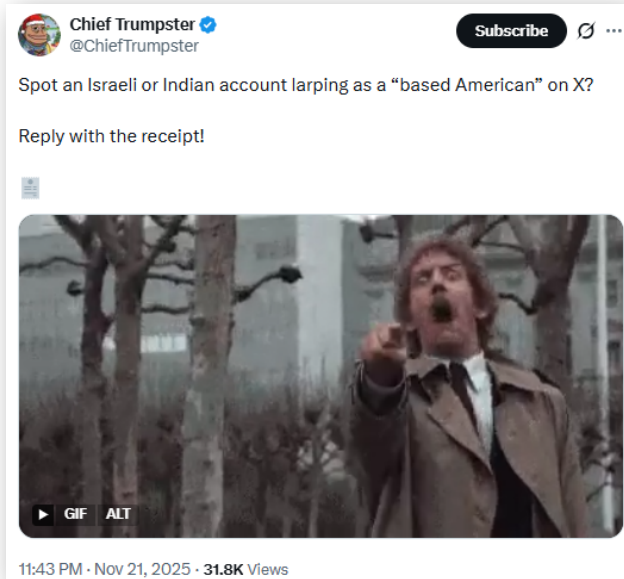 Chief Trumpster
@ChiefTrumpster
Subscribe
Spot an Israeli or Indian account larping as a “based American” on X?
Reply with the receipt!
GIF ALT
11:43 PM · Nov 21, 2025 · 31.8K Views